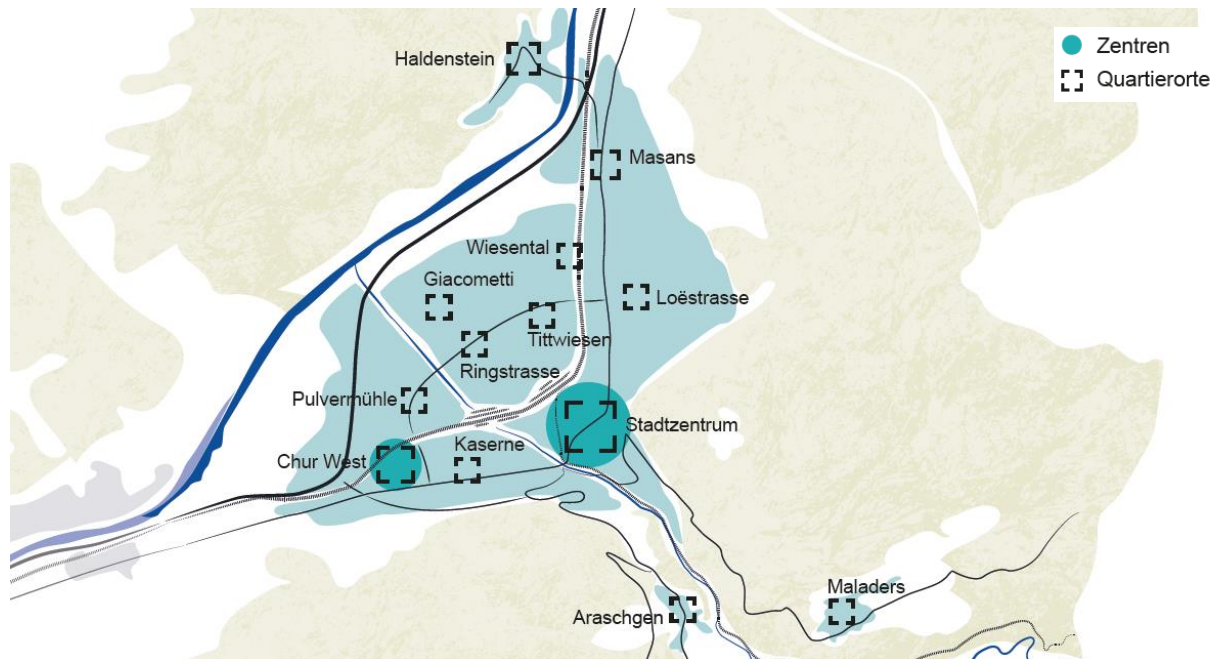 Zentren
Quartierorte
Haldenstein
Masans
Wiesental
Giacometti
Loëstrasse
Tittwiesen
Ringstrasse
Pulvermühle
Stadtzentrum
Kaserne
Chur West
Maladers
Araschgen